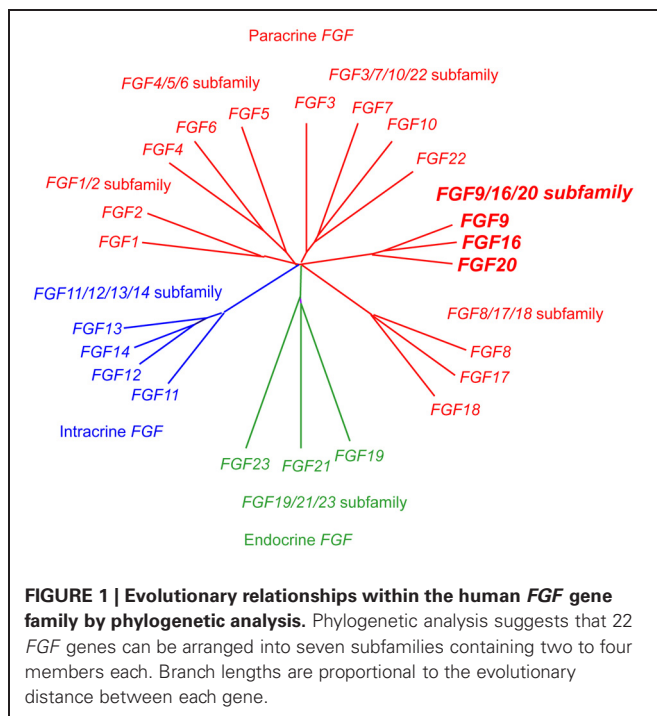 Paracrine FGF
FGF4/5/6 subfamily
FGF3/7/10/22 subfamily
FGF3
FGF5
FGF7
FGF6
FGF10
FGF4
FGF22
FGF1/2 subfamily
FGF9/16/20 subfamily
FGF2
FGF9
FGF1
FGF16
FGF20
FGF11/12/13/14 subfamily
FGF8/17/18 subfamily
FGF13
FGF14
FGF8
FGF12
FGF17
FGF11
FGF18
Intracrine FGF
FGF23
FGF21
FGF19
FGF19/21/23 subfamily
Endocrine FGF
FIGURE 1 | Evolutionary relationships within the human FGF gene
family by phylogenetic analysis. Phylogenetic analysis suggests that 22
FGF genes can be arranged into seven subfamilies containing two to four
members each. Branch lengths are proportional to the evolutionary
distance between each gene.